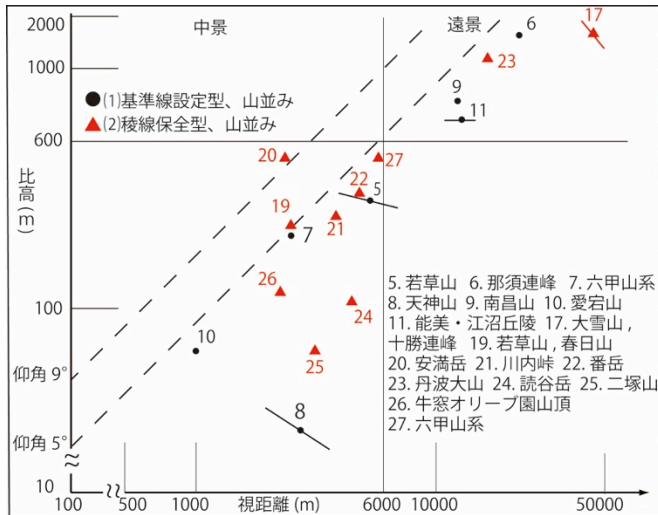 2000
中景
遠景
6
17
1000
23
●(1)基準線設定型、山並み
▲(2)稜線保全型、山並み
9
11
600
20
27
比高(m)
22
5
19
21
7
26
24
100
25
10
8
5. 若草山 6. 那須連峰 7. 六甲山系
8. 天神山 9. 南昌山 10. 愛宕山
11. 能美・江沼丘陵 17. 大雪山 ,
十勝連峰 19. 若草山 , 春日山
20. 安満岳 21. 川内峠 22. 番岳
23. 丹波大山 24. 読谷岳 25. 二塚山
26. 牛窓オリーブ園山頂
27. 六甲山系
仰角 9°
仰角 5°
10
100 500 1000 視距離 (m) 6000 10000 50000